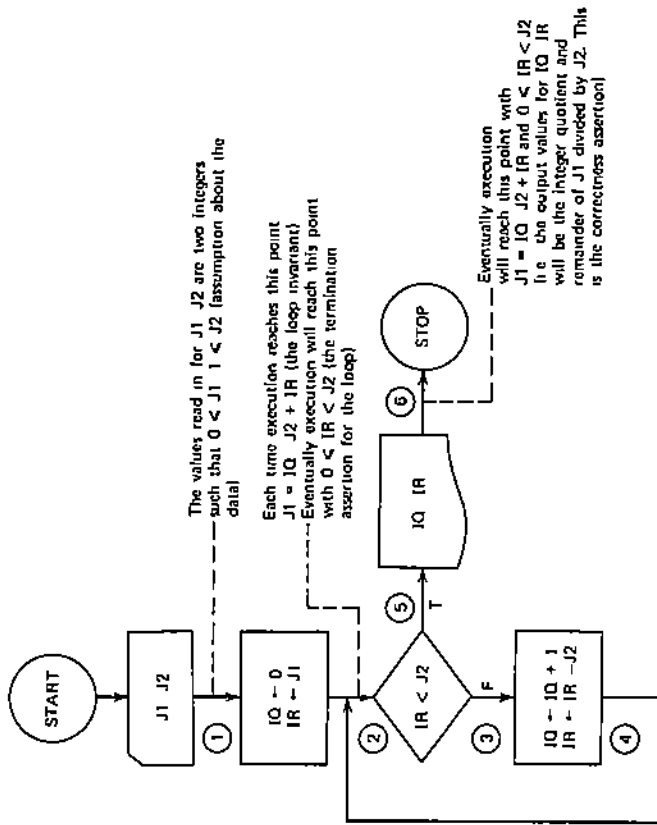 START
J1 J2
1
The values read in for J1 J2 are two integers
such that 0 < J1 1 < J2 (assumption about the
data)
IQ ← 0
IR ← J1
Each time execution reaches this point
J1 = IQ J2 + IR (the loop invariant)
Eventually execution will reach this point
with 0 < IR < J2 (the termination
assertion for the loop)
2
IR < J2
5
T
IQ IR
6
STOP
Eventually execution
will reach this point with
J1 = IQ J2 + IR and 0 < IR < J2
(i e the output values for IQ IR
will be the integer quotient and
remainder of J1 divided by J2. This
is the correctness assertion)
F
3
IQ ← IQ + 1
IR ← IR - J2
4